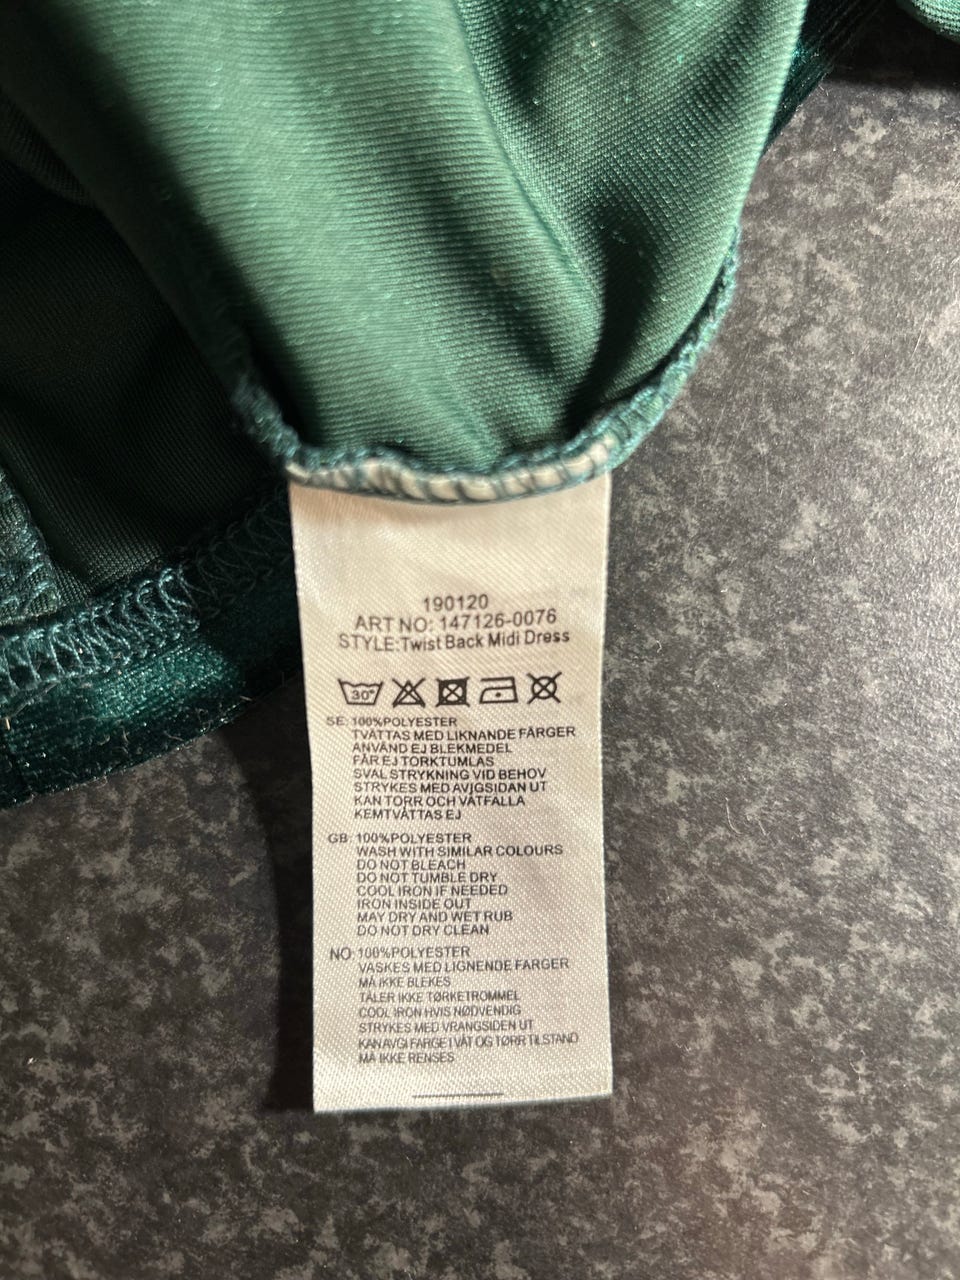 190120
ART NO: 147126-0076
STYLE:Twist Back Midi Dress
30°
SE: 100%POLYESTER
TVÄTTAS MED LIKNANDE FÄRGER
ANVÄND EJ BLEKMEDEL
FÅR EJ TORKTUMLAS
SVAL STRYKNING VID BEHOV
STRYKES MED AVIGSIDAN UT
KAN TORR OCH VÅTFÄLLA
KEMTVÄTTAS EJ
GB: 100%POLYESTER
WASH WITH SIMILAR COLOURS
DO NOT BLEACH
DO NOT TUMBLE DRY
COOL IRON IF NEEDED
IRON INSIDE OUT
MAY DRY AND WET RUB
DO NOT DRY CLEAN
NO: 100%POLYESTER
VASKES MED LIGNENDE FARGER
MÅ IKKE BLEKES
TÅLER IKKE TØRKETROMMEL
COOL IRON HVIS NØDVENDIG
STRYKES MED VRANGSIDEN UT
KAN AVGI FARGE I VÅT OG TØRR TILSTAND
MÅ IKKE RENSES